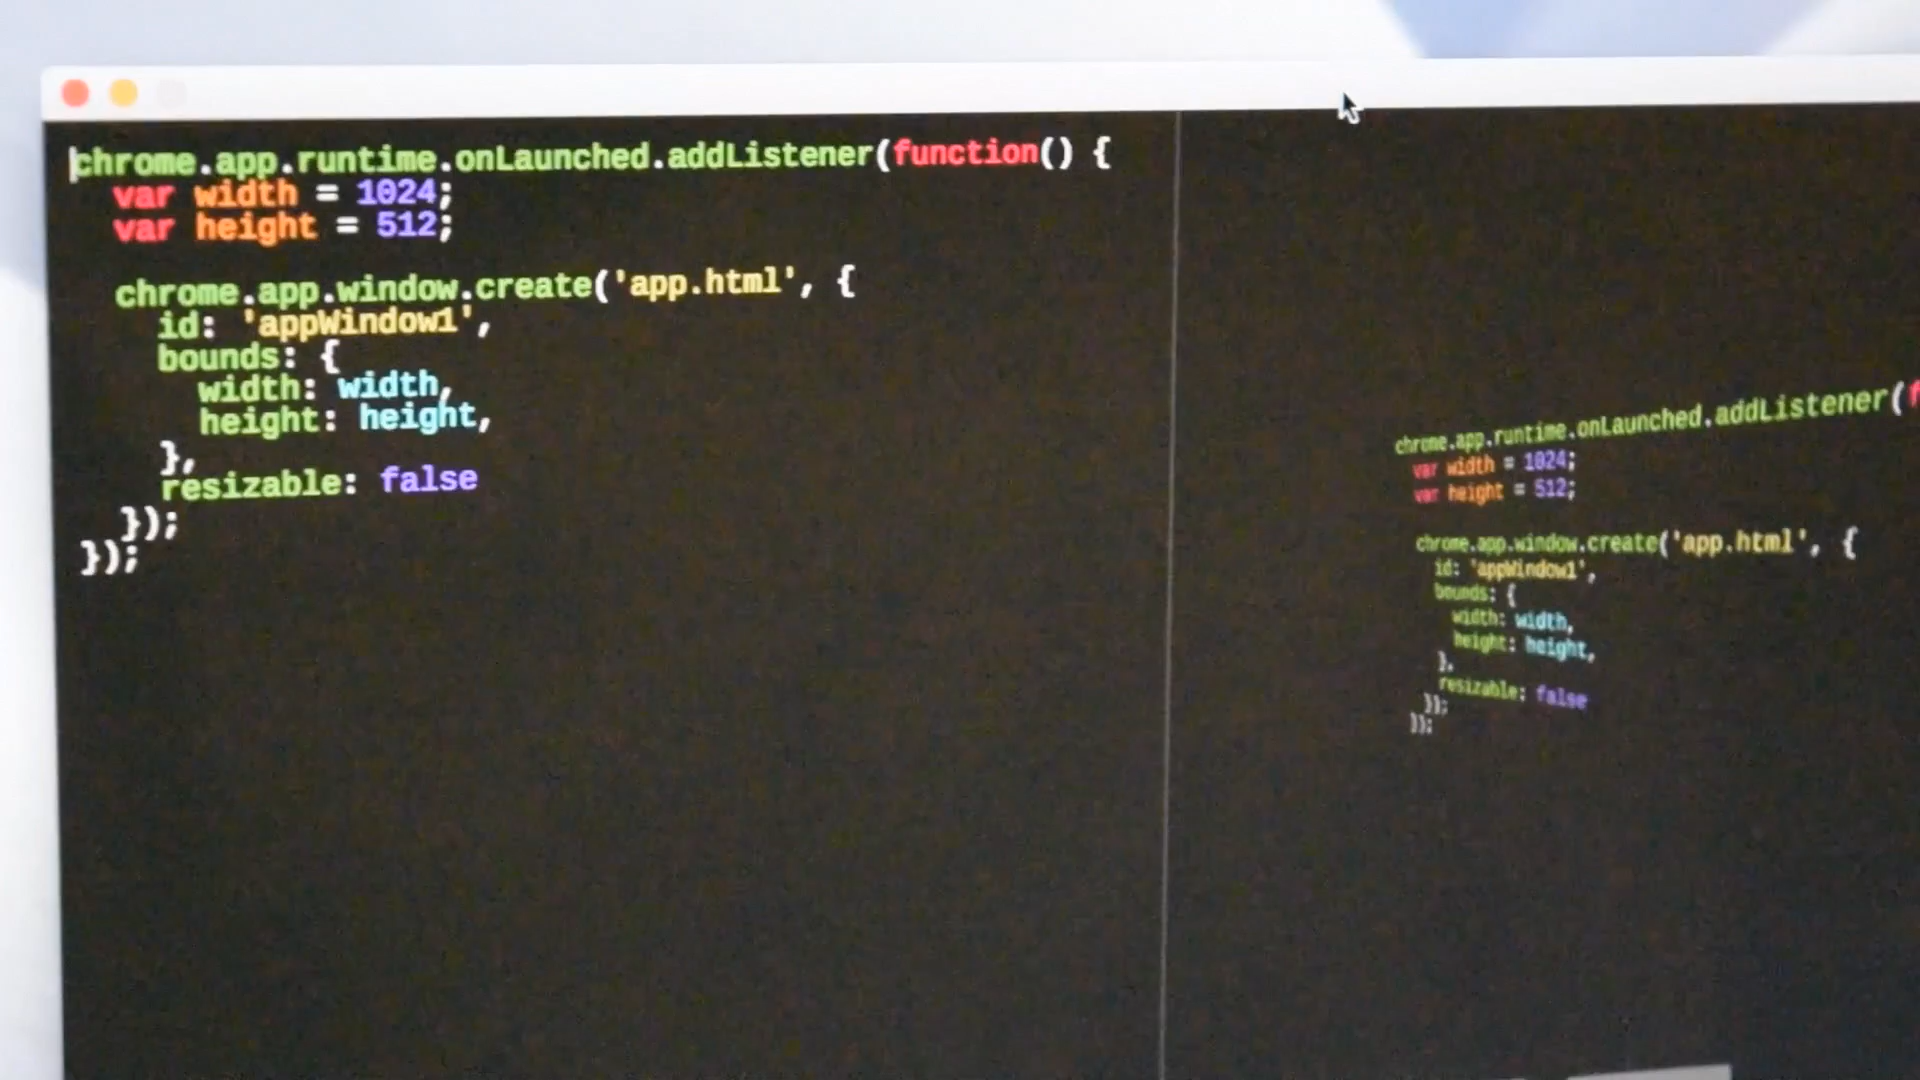 chrome.app.runtime.onLaunched.addListener(function() {
  var width = 1024;
  var height = 512;

  chrome.app.window.create('app.html', {
    id: 'appWindow1',
    bounds: {
      width: width,
      height: height,
    },
    resizable: false
  });
});
chrome.app.runtime.onLaunched.addListener(f
  var width = 1024;
  var height = 512;

  chrome.app.window.create('app.html', {
    id: 'appWindow1',
    bounds: {
      width: width,
      height: height,
    },
    resizable: false
  });
});